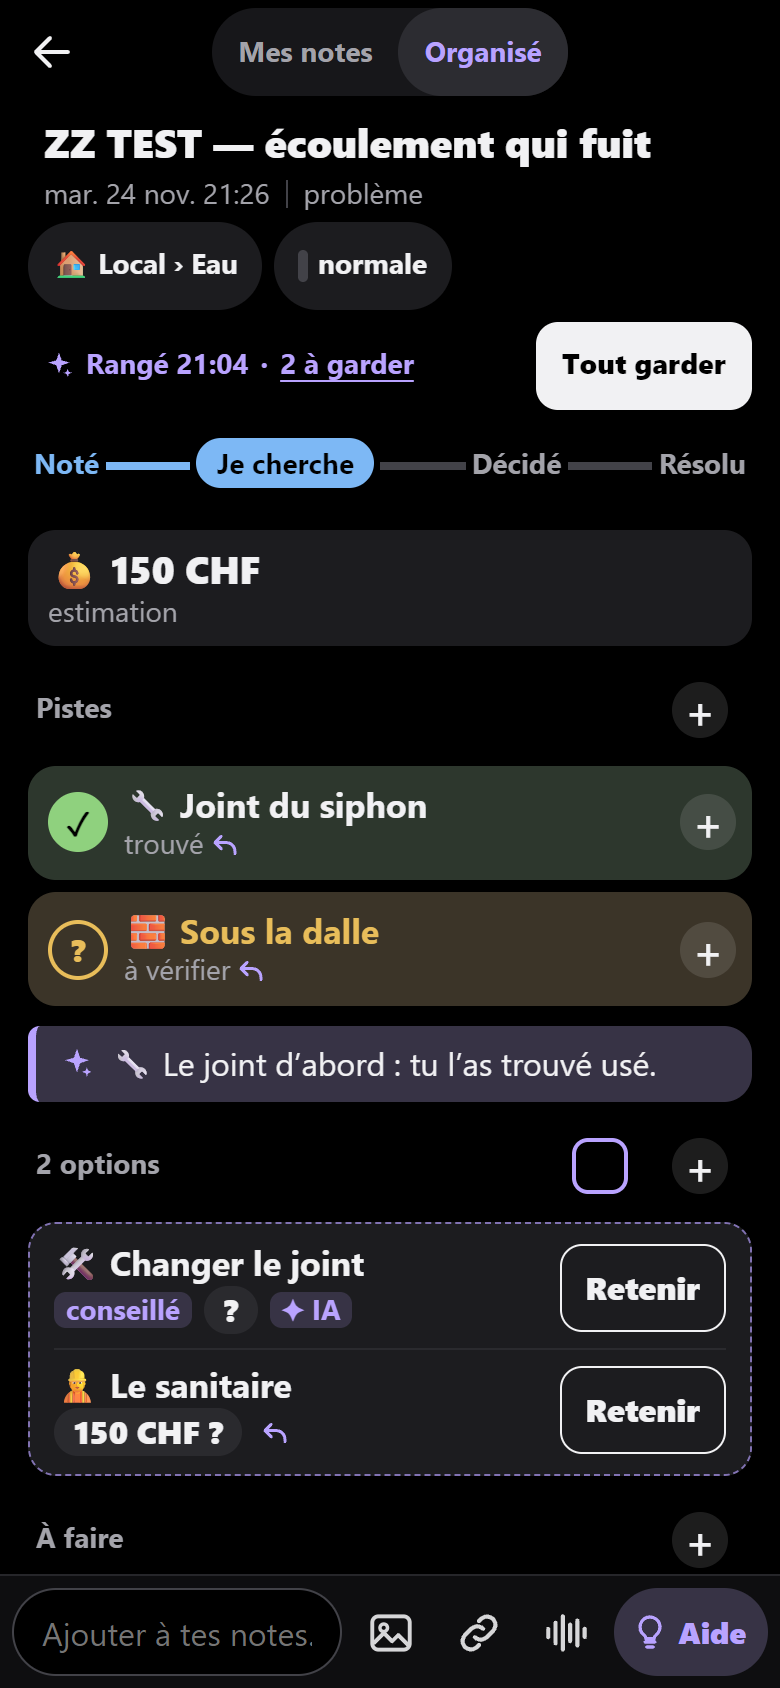 Mes notes
Organisé
ZZ TEST — écoulement qui fuit
mar. 24 nov. 21:26 | problème
Local › Eau
normale
Rangé 21:04 · 2 à garder
Tout garder
Noté
Je cherche
Décidé
Résolu
150 CHF
estimation
Pistes
+
✓ Joint du siphon
trouvé
+
? Sous la dalle
à vérifier
+
Le joint d’abord : tu l’as trouvé usé.
2 options
+
Changer le joint
conseillé ? ✦ IA
Retenir
Le sanitaire
150 CHF ?
Retenir
À faire
+
Ajouter à tes notes.
Aide